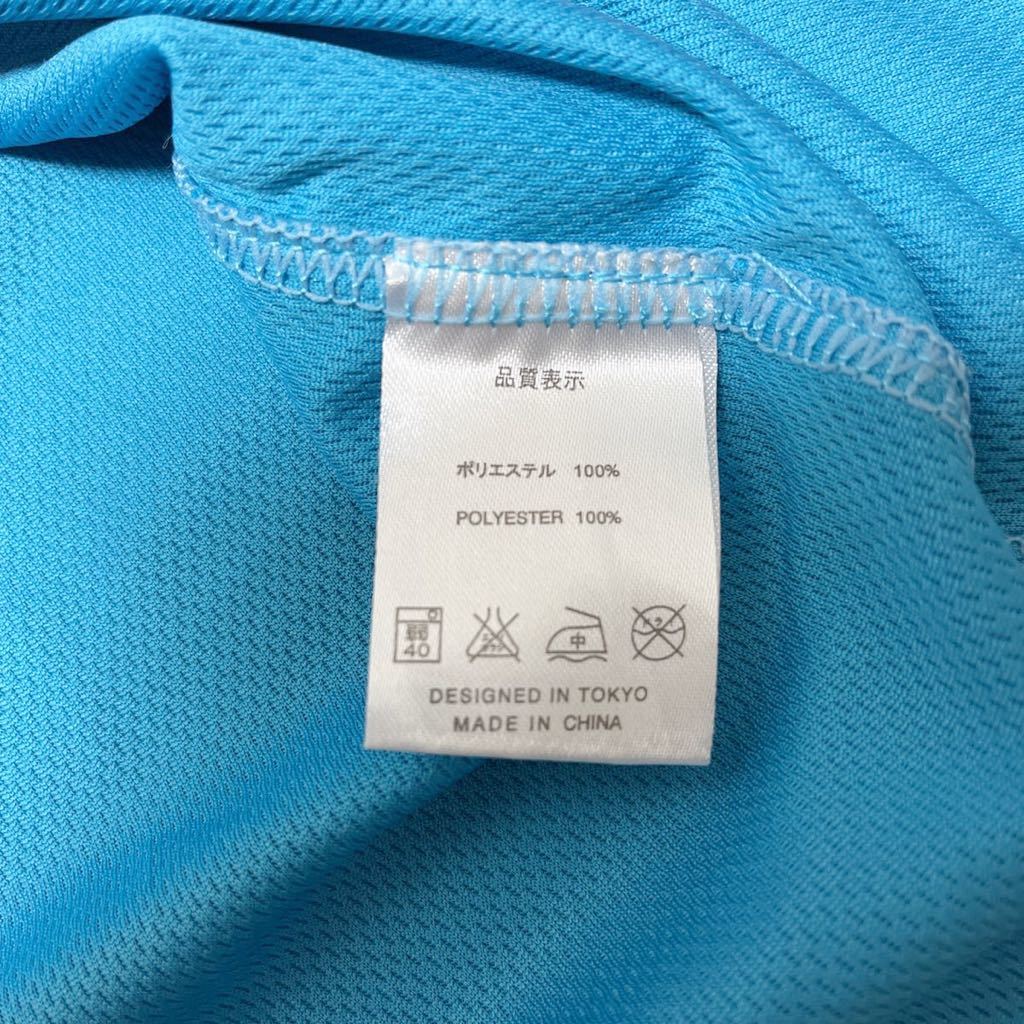 品質表示
ポリエステル 100%
POLYESTER 100%
弱 中
40
DESIGNED IN TOKYO
MADE IN CHINA